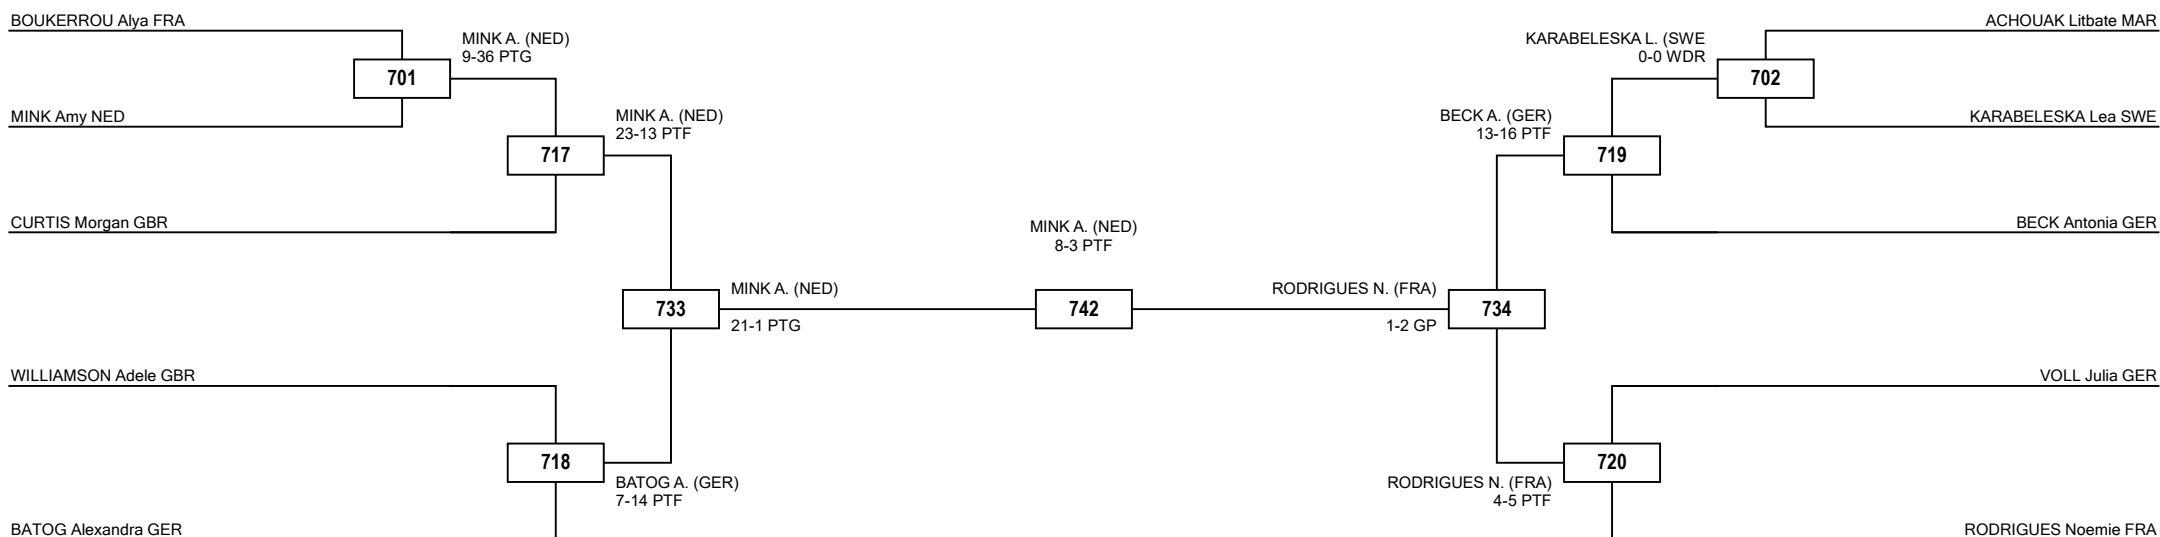 BOUKERROU Alya FRA
ACHOUAK Litbate MAR
MINK A. (NED)
9-36 PTG
KARABELESKA L. (SWE
0-0 WDR
701
702
MINK Amy NED
KARABELESKA Lea SWE
MINK A. (NED)
23-13 PTF
BECK A. (GER)
13-16 PTF
717
719
CURTIS Morgan GBR
BECK Antonia GER
MINK A. (NED)
8-3 PTF
733
MINK A. (NED)
21-1 PTG
742
RODRIGUES N. (FRA)
1-2 GP
734
WILLIAMSON Adele GBR
VOLL Julia GER
718
720
BATOG A. (GER)
7-14 PTF
RODRIGUES N. (FRA)
4-5 PTF
BATOG Alexandra GER
RODRIGUES Noemie FRA